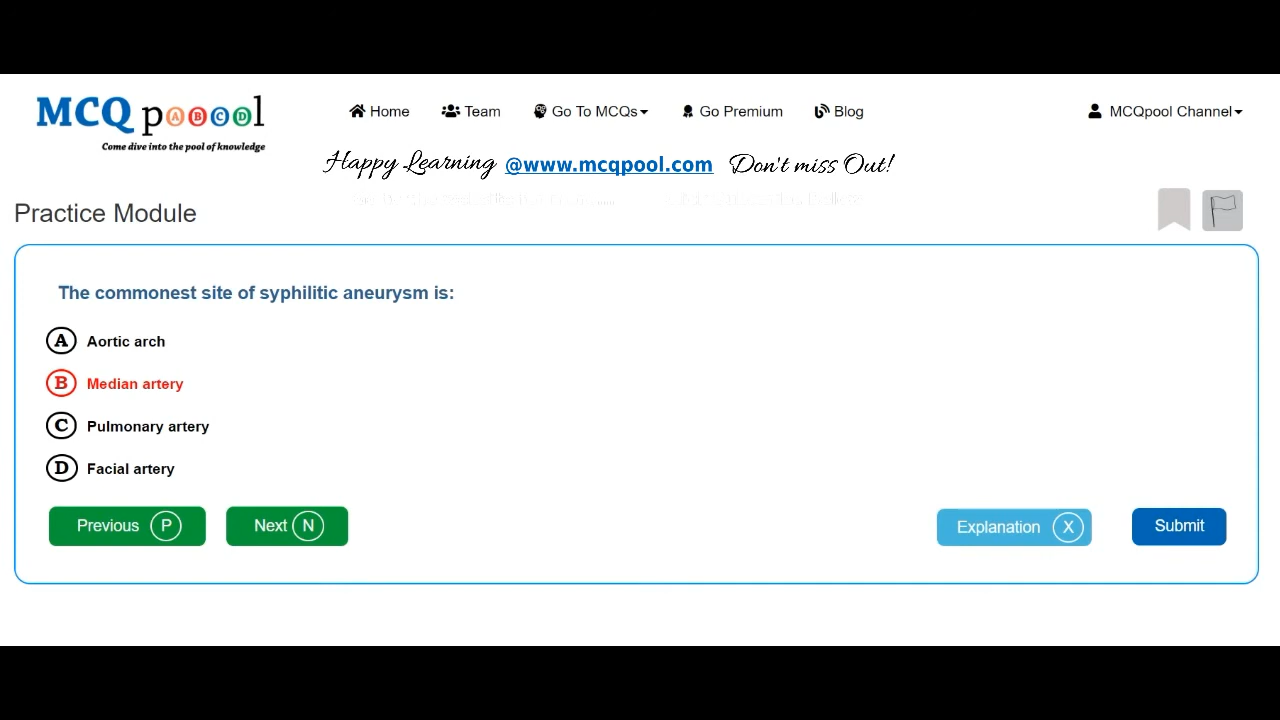 MCQ pABCDl
Come dive into the pool of knowledge
Home Team Go To MCQs Go Premium Blog MCQpool Channel
Happy Learning @www.mcqpool.com Don't miss Out!
Practice Module
The commonest site of syphilitic aneurysm is:
A Aortic arch
B Median artery
C Pulmonary artery
D Facial artery
Previous P Next N Explanation X Submit